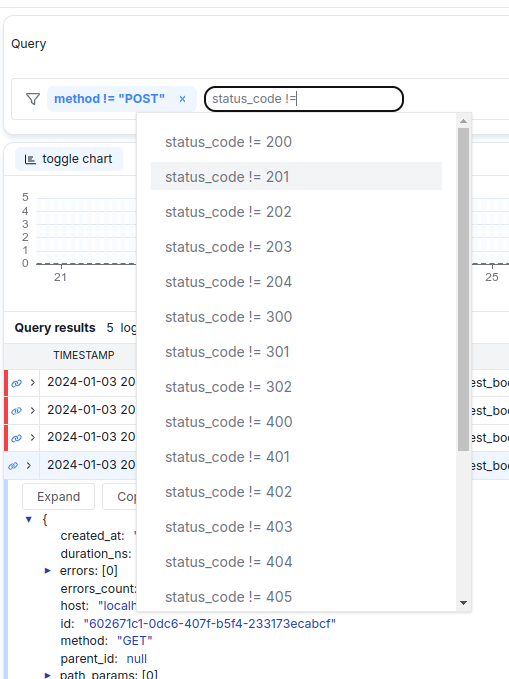 Query
method != "POST" × status_code !=
toggle chart
status_code != 200
status_code != 201
status_code != 202
status_code != 203
status_code != 204
status_code != 300
status_code != 301
status_code != 302
status_code != 400
status_code != 401
status_code != 402
status_code != 403
status_code != 404
status_code != 405
5
4
3
2
1
0
21 25
Query results 5 log
TIMESTAMP
2024-01-03 20 est_bo
2024-01-03 20 est_bo
2024-01-03 20 est_bo
2024-01-03 20 est_bo
Expand Cop
{
created_at: "
duration_ns:
errors: [0]
errors_count:
host: "localh
id: "602671c1-0dc6-407f-b5f4-233173ecabcf"
method: "GET"
parent_id: null
path_params: [0]